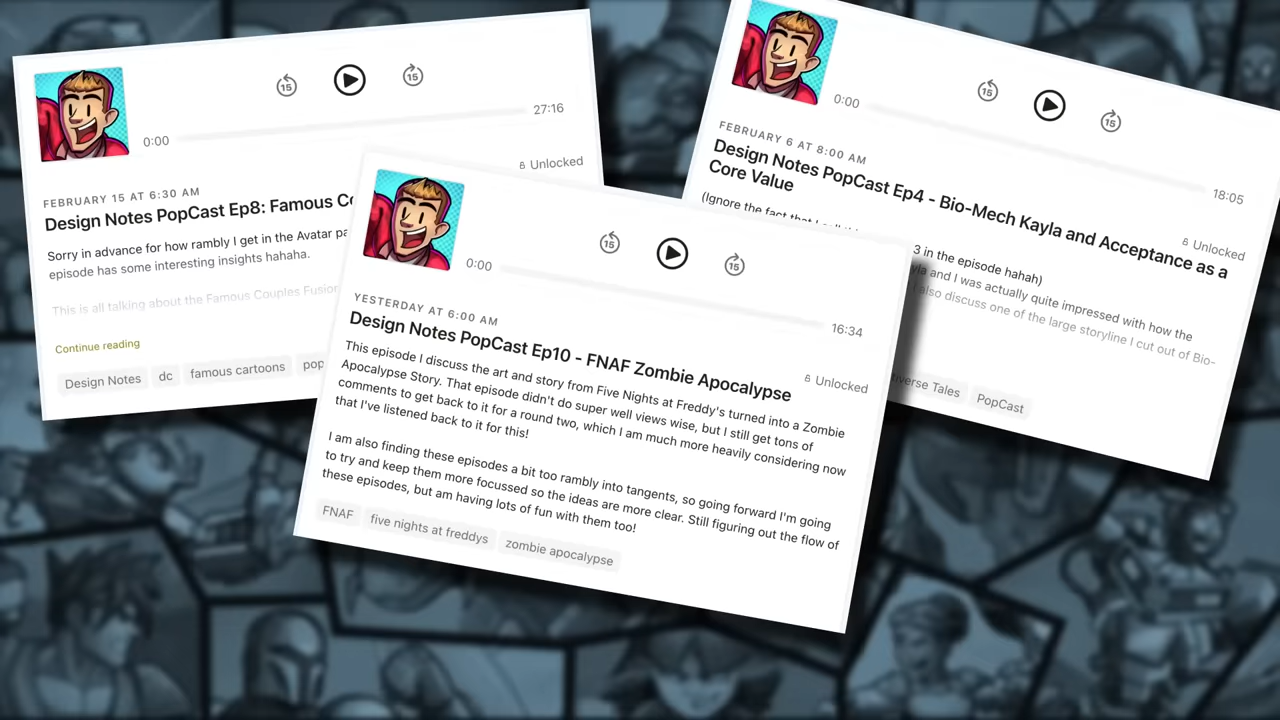 15
15
0:00
27:16
Unlocked
FEBRUARY 15 AT 6:30 AM
Design Notes PopCast Ep8: Famous
Sorry in advance for how rambly I get in the Avatar
episode has some interesting insights hahaha.
This is all talking about the Famous Couples Fusion
Continue reading
Design Notes
dc
famous cartoons
pop
15
15
0:00
18:05
Unlocked
FEBRUARY 6 AT 8:00 AM
Design Notes PopCast Ep4 - Bio-Mech Kayla and Acceptance as a
Core Value
(Ignore the fact that I
3 in the episode hahah)
and I was actually quite impressed with how the
I also discuss one of the large storyline I cut out of Bio-
Tales
PopCast
15
15
0:00
16:34
Unlocked
YESTERDAY AT 6:00 AM
Design Notes PopCast Ep10 - FNAF Zombie Apocalypse
This episode I discuss the art and story from Five Nights at Freddy's turned into a Zombie
Apocalypse Story. That episode didn't do super well views wise, but I still get tons of
comments to get back to it for a round two, which I am much more heavily considering now
that I've listened back to it for this!
I am also finding these episodes a bit too rambly into tangents, so going forward I'm going
to try and keep them more focussed so the ideas are more clear. Still figuring out the flow of
these episodes, but am having lots of fun with them too!
FNAF
five nights at freddys
zombie apocalypse